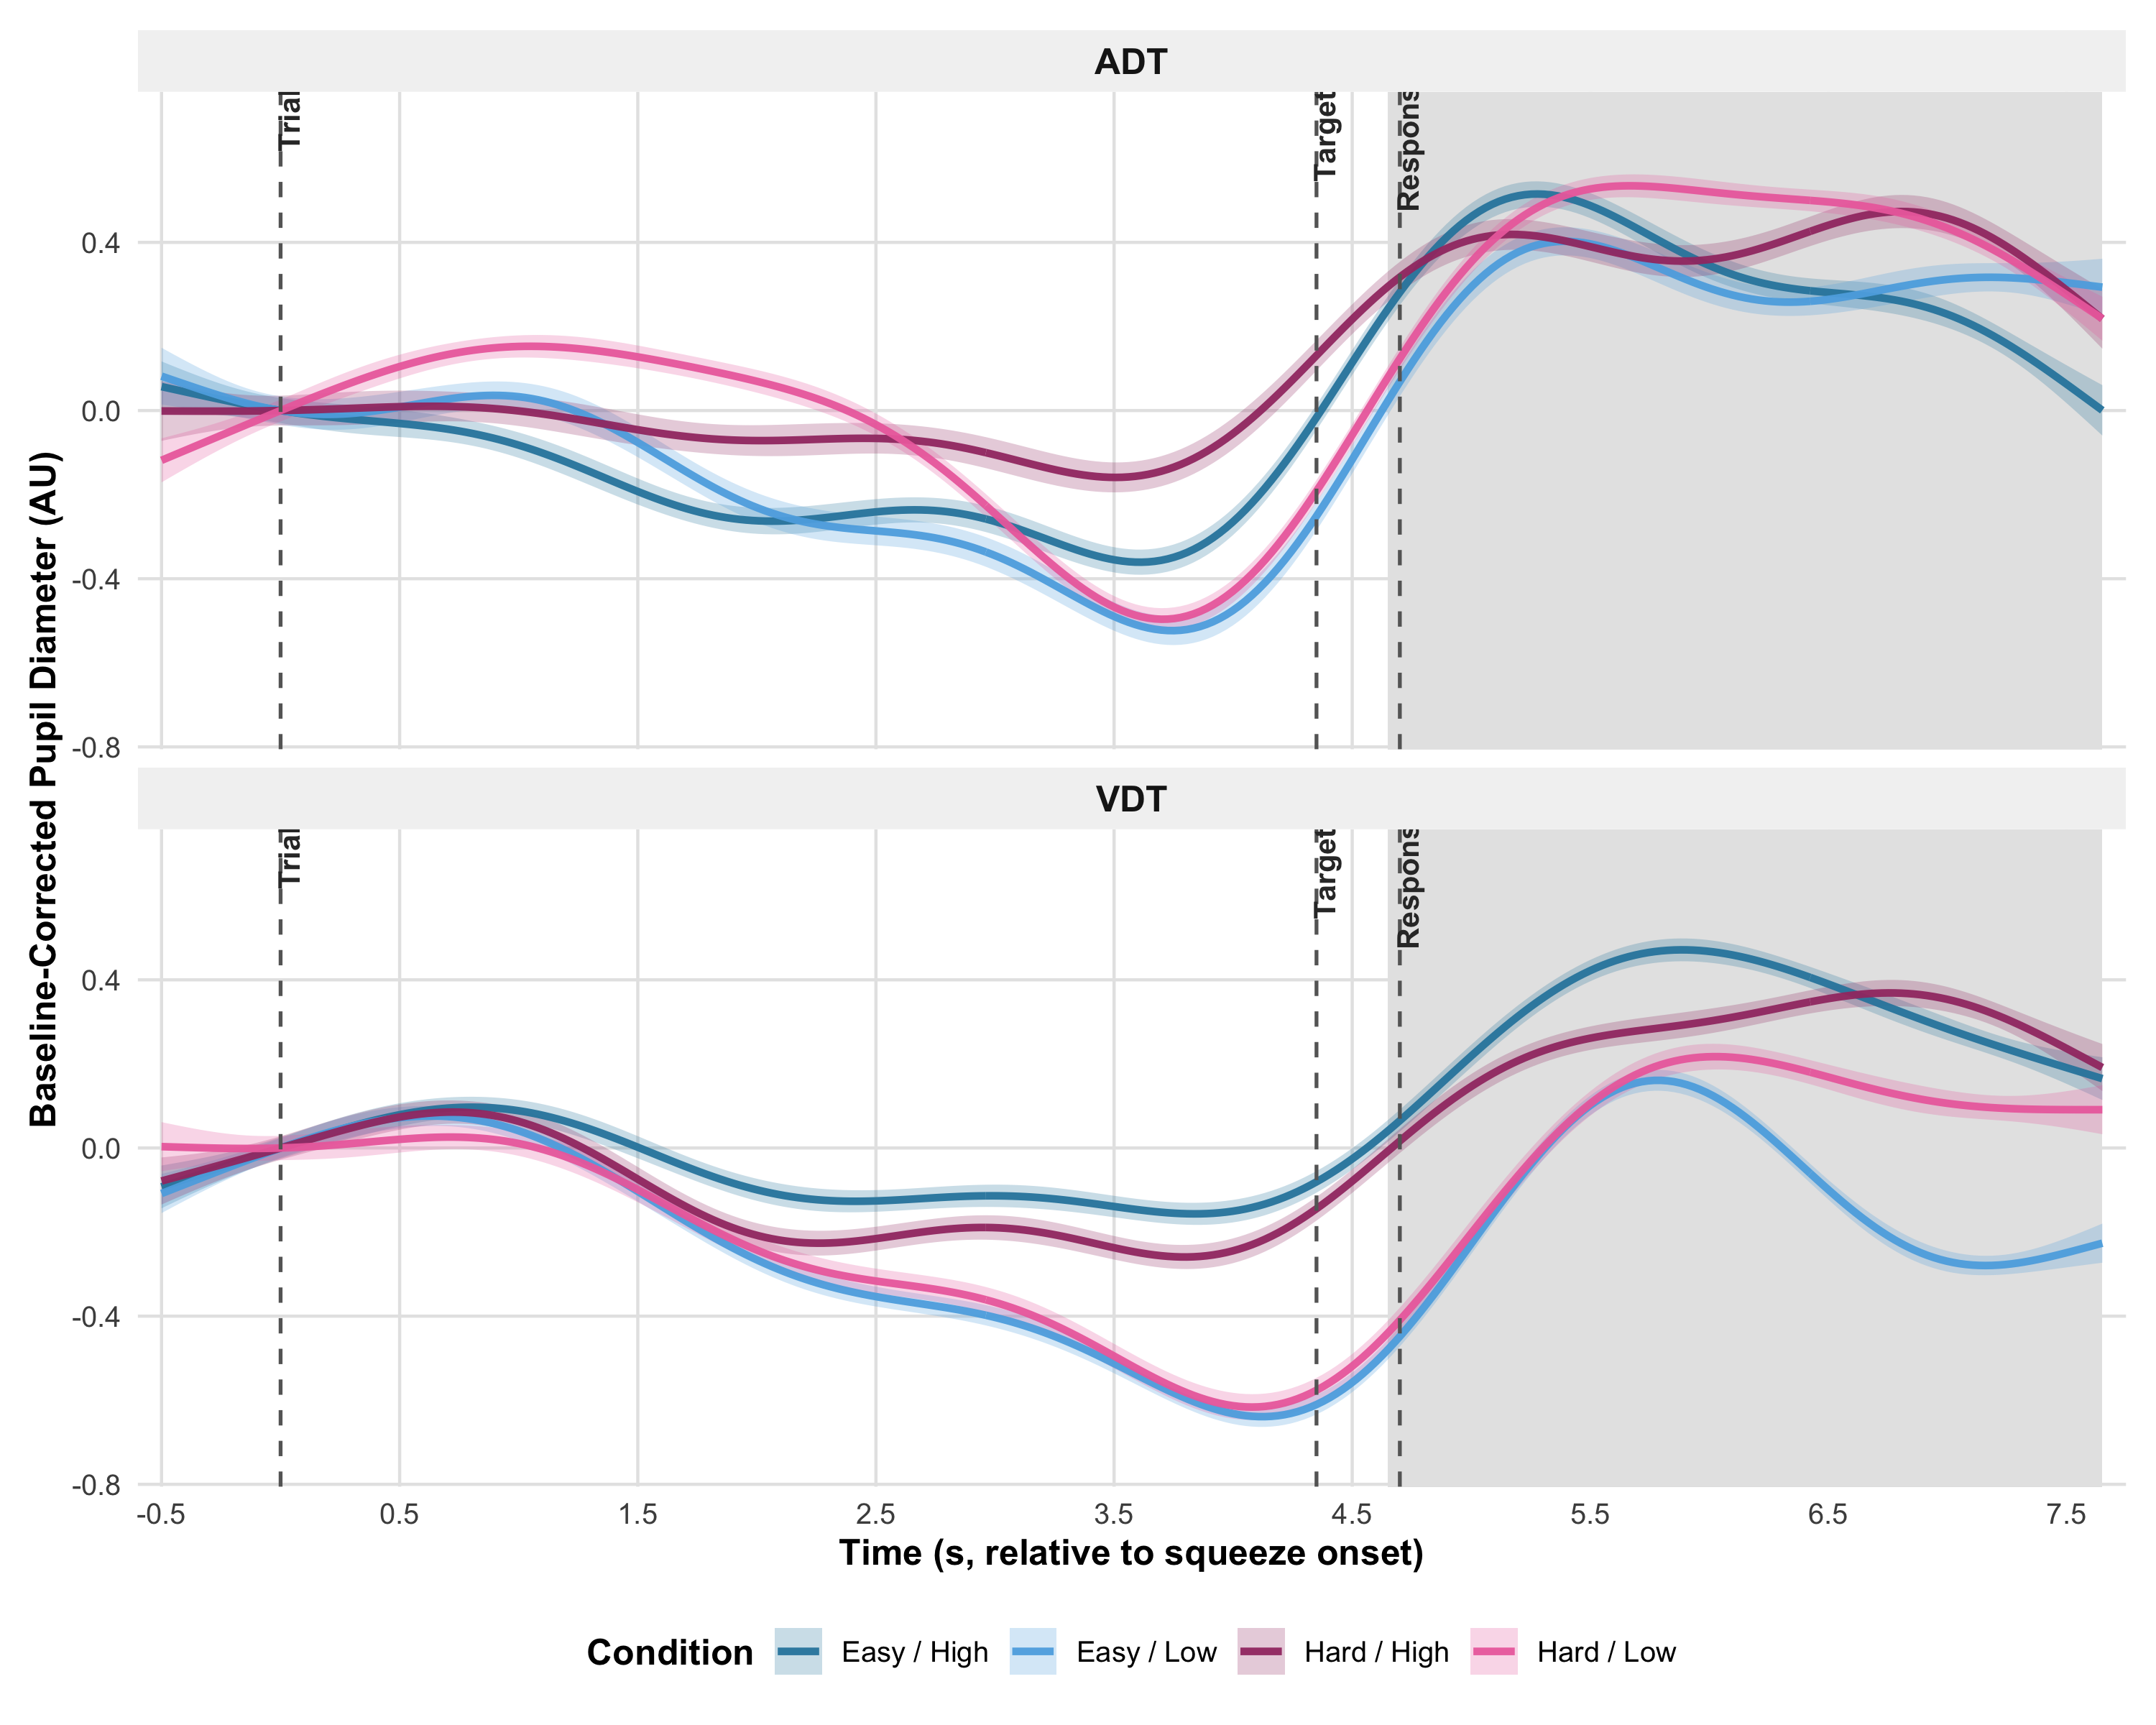 ADT
Trial
Target
Respons
0.4
0.0
-0.4
-0.8
VDT
Trial
Target
Respons
0.4
0.0
-0.4
-0.8
-0.5 0.5 1.5 2.5 3.5 4.5 5.5 6.5 7.5
Time (s, relative to squeeze onset)
Baseline-Corrected Pupil Diameter (AU)
Condition Easy / High Easy / Low Hard / High Hard / Low